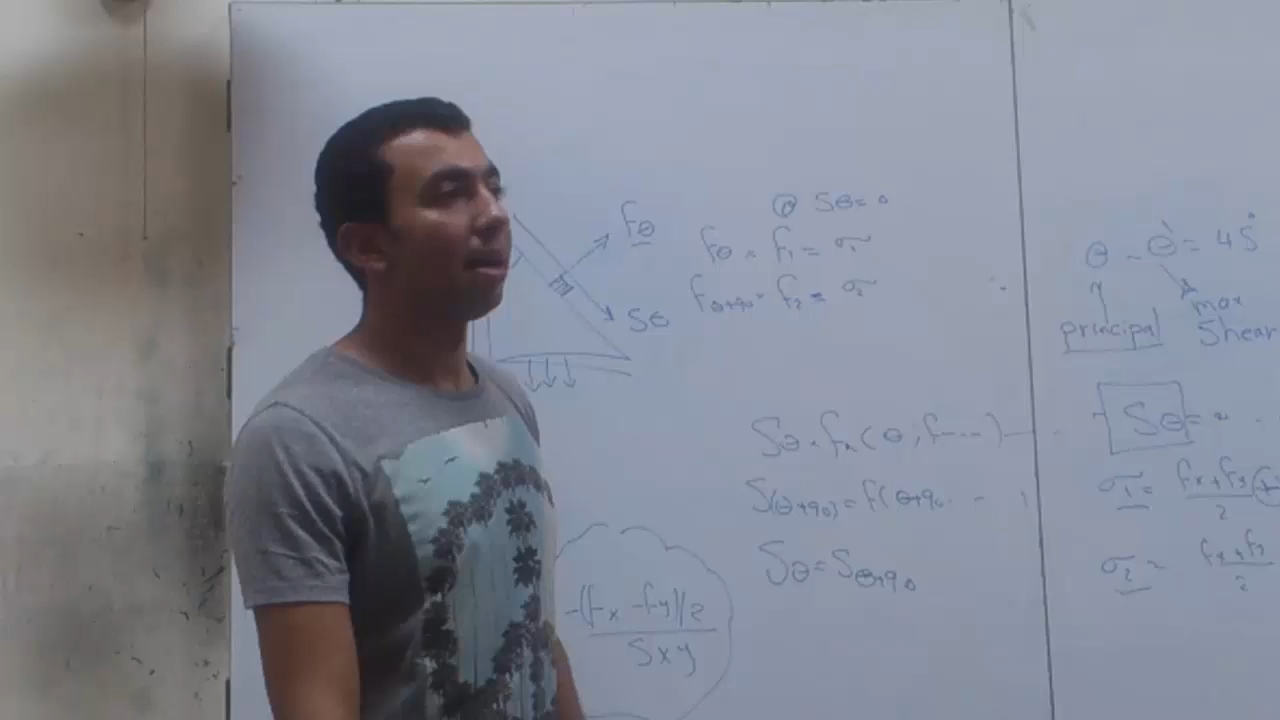 fθ
Sθ
@ Sθ = 0
fθ = f₁ = σ₁
fθ+90 = f₂ = σ₂
Sθ = fn(θ, f----)
S(θ+90) = f(θ+90 - -
Sθ = Sθ+90
-(fx - fy)/2
Sxy
θ - θ\ = 45°
principal
max
Shear
Sθ = ~
σ₁ = fx+fy / 2 +
σ₂ = fx+fy / 2